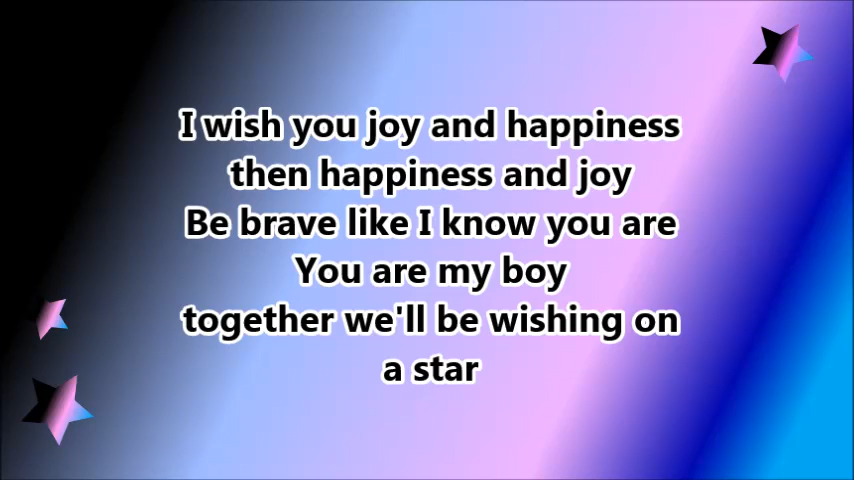 I wish you joy and happiness
then happiness and joy
Be brave like I know you are
You are my boy
together we'll be wishing on
a star